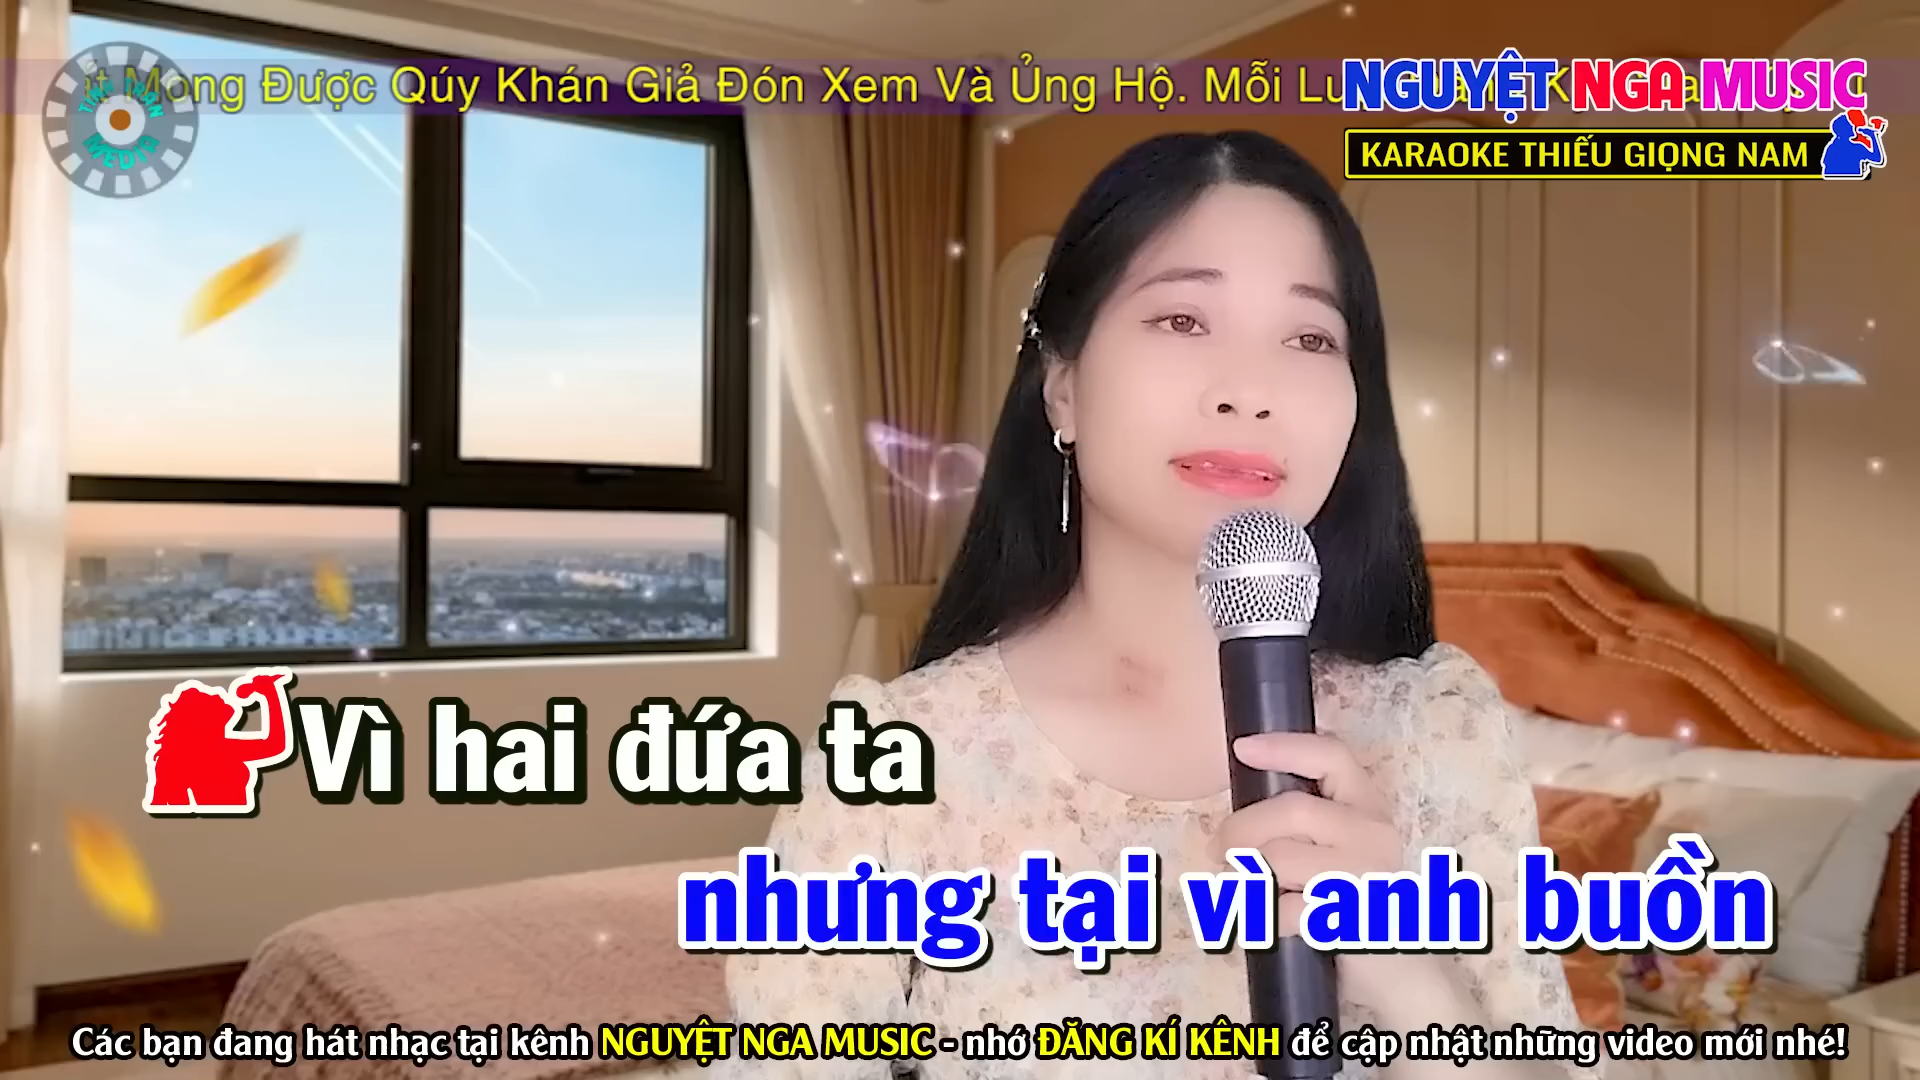 Mong Được Qúy Khán Giả Đón Xem Và Ủng Hộ. Mỗi
NGUYỆT NGA MUSIC
KARAOKE THIẾU GIỌNG NAM
MEDIA
Vì hai đứa ta
nhưng tại vì anh buồn
Các bạn đang hát nhạc tại kênh NGUYỆT NGA MUSIC - nhớ ĐĂNG KÍ KÊNH để cập nhật những video mới nhé!